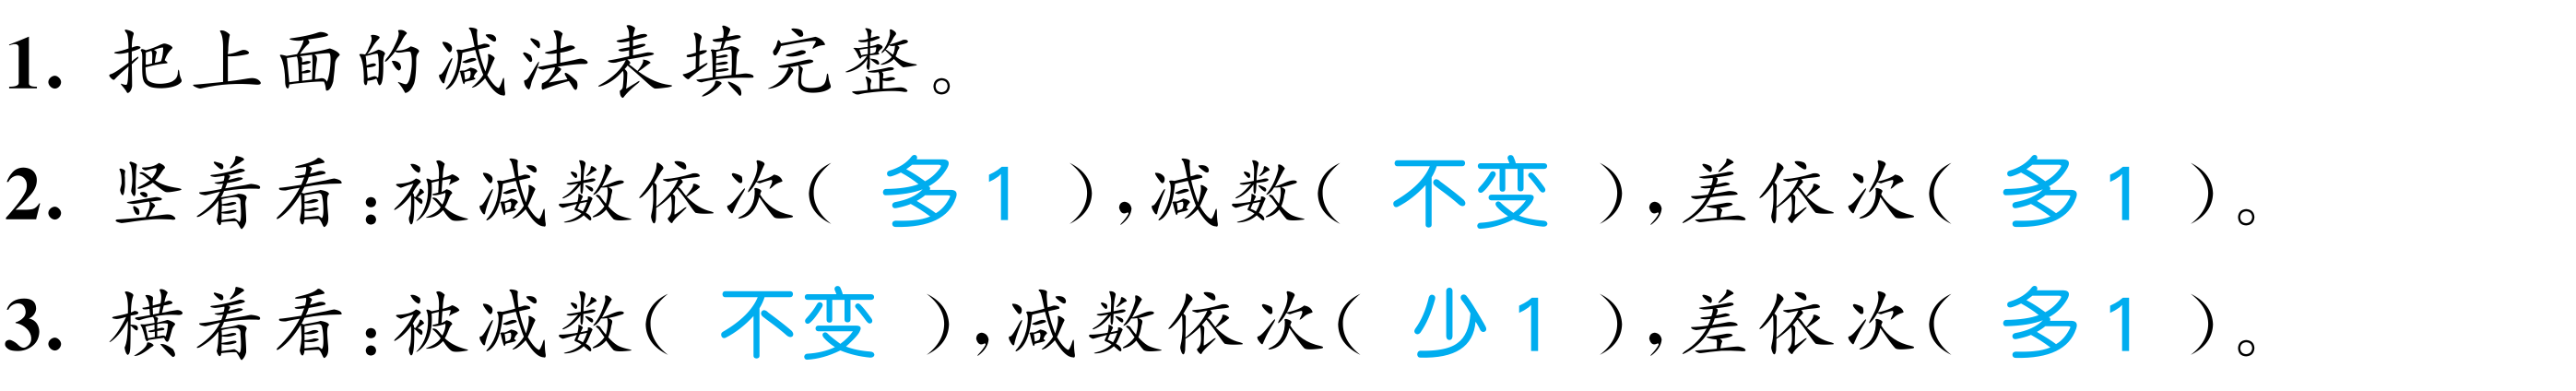 1. 把上面的减法表填完整。
2. 竖着看:被减数依次( 多1 ),减数( 不变 ),差依次( 多1 )。
3. 横着看:被减数( 不变 ),减数依次( 少1 ),差依次( 多1 )。